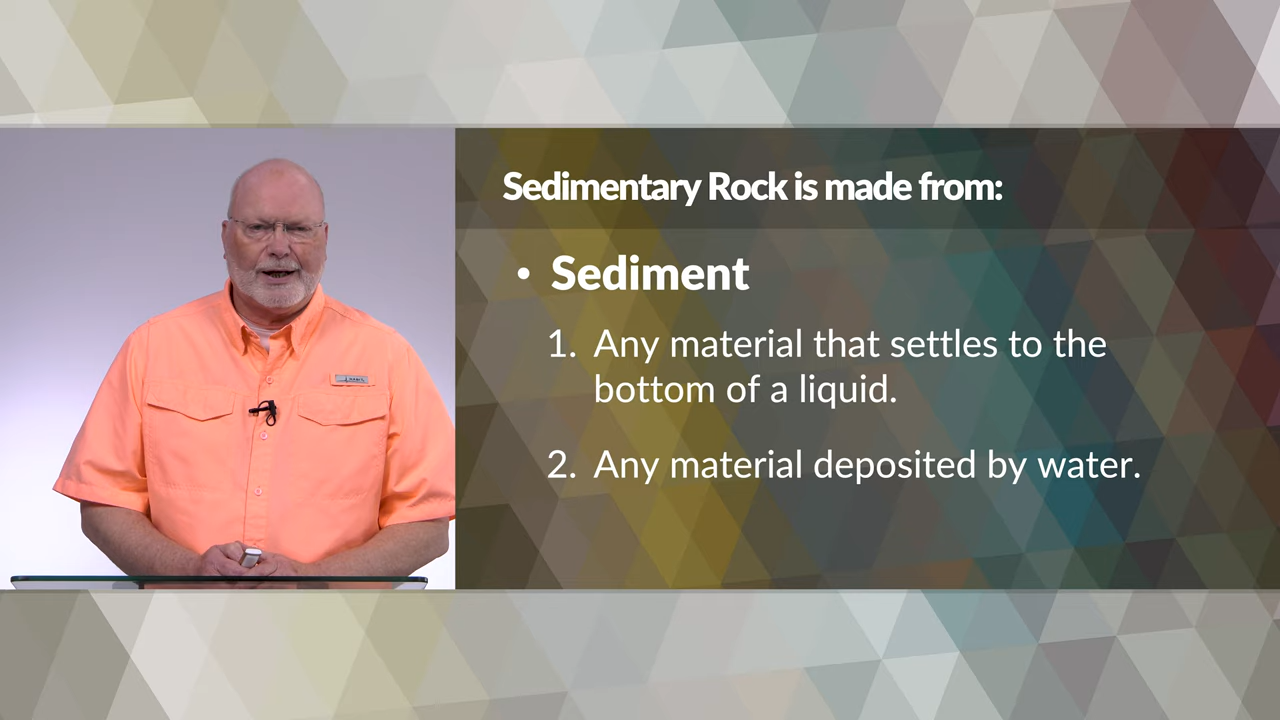 Sedimentary Rock is made from:
• Sediment
1. Any material that settles to the
bottom of a liquid.
2. Any material deposited by water.